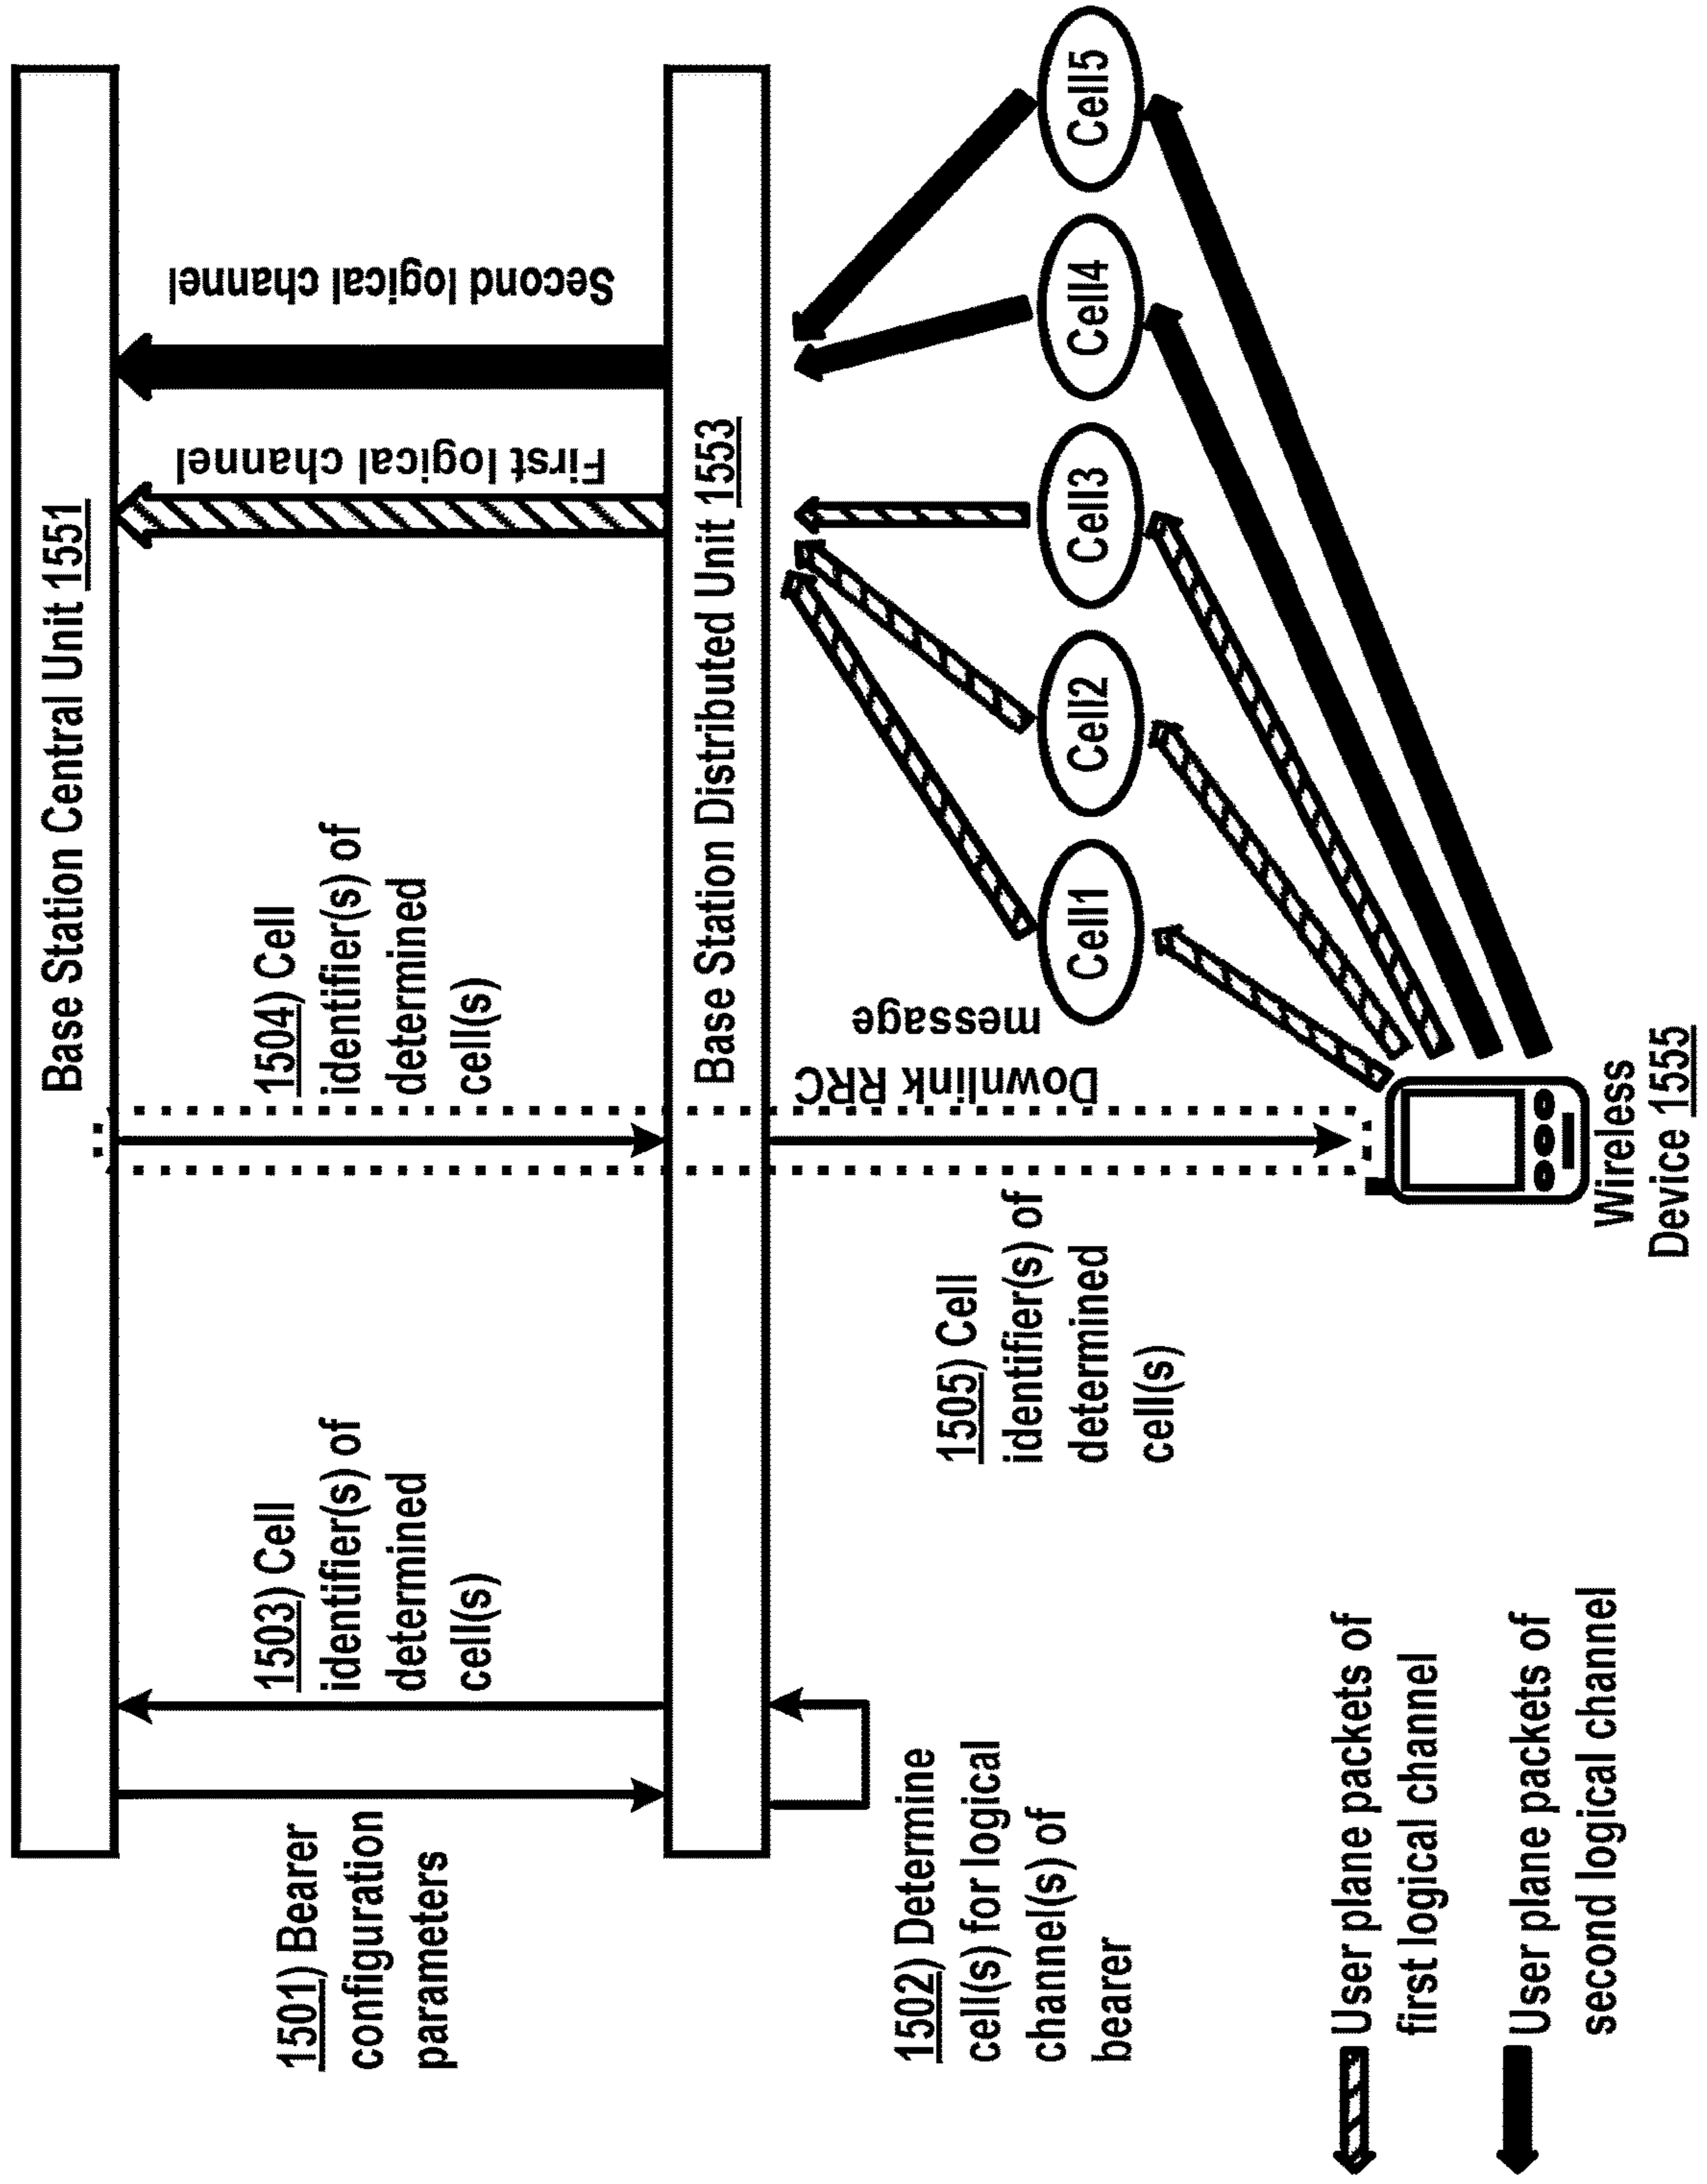 Base Station Central Unit 1551
1501) Bearer
configuration
parameters
1503) Cell
identifier(s) of
determined
cell(s)
1504) Cell
identifier(s) of
determined
cell(s)
First logical channel
Second logical channel
Base Station Distributed Unit 1553
1502) Determine
cell(s) for logical
channel(s) of
bearer
1505) Cell
identifier(s) of
determined
cell(s)
Downlink RRC
message
Cell1
Cell2
Cell3
Cell4
Cell5
Wireless
Device 1555
User plane packets of
first logical channel
User plane packets of
second logical channel